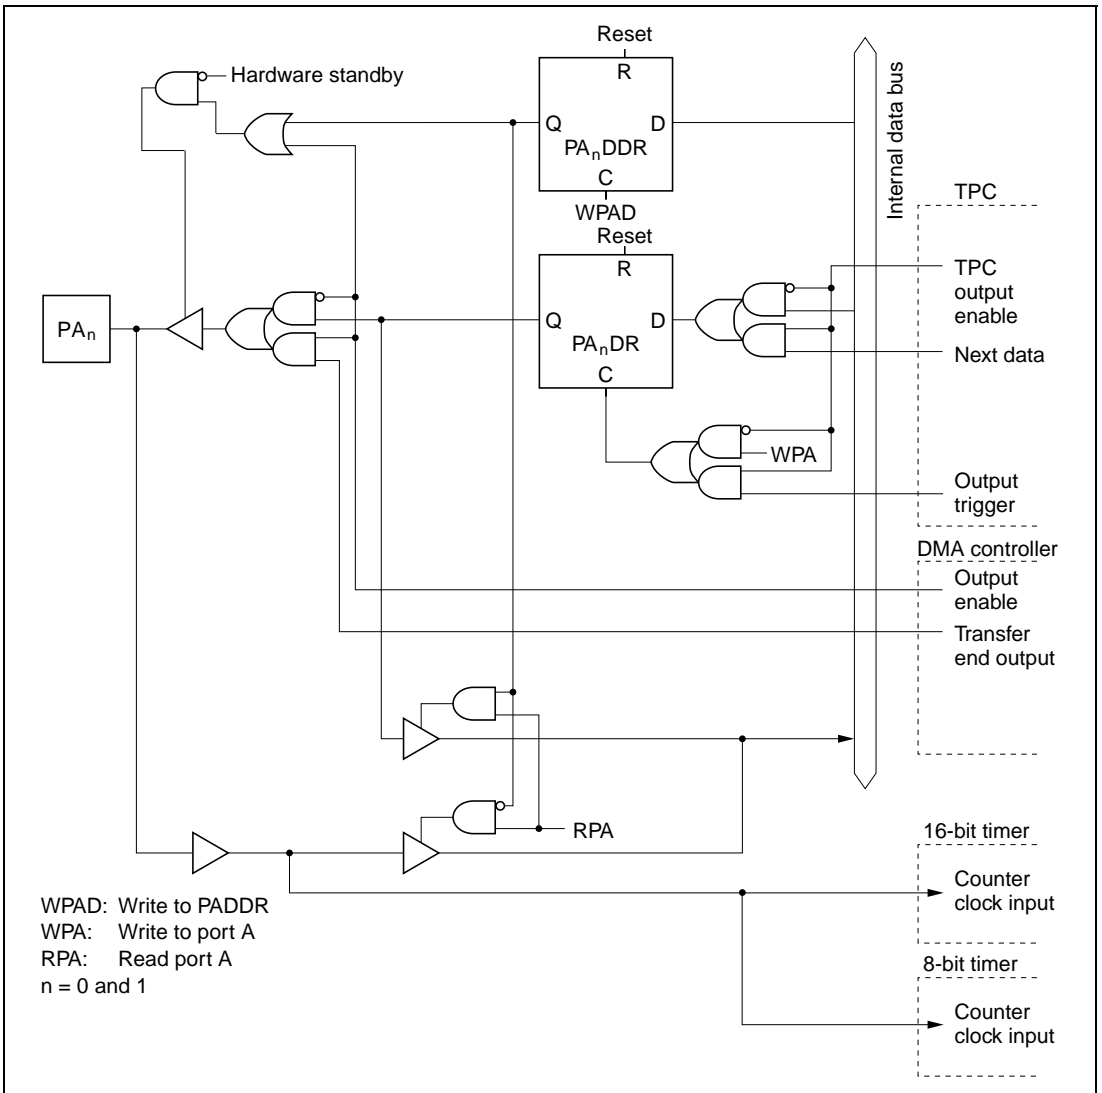 Reset
Hardware standby
R
Q
D
PAnDDR
C
WPAD
Internal data bus
TPC
Reset
R
PAn
Q
D
PAnDR
C
TPC
output
enable
Next data
WPA
Output
trigger
DMA controller
Output
enable
Transfer
end output
RPA
16-bit timer
Counter
clock input
WPAD: Write to PADDR
WPA: Write to port A
RPA: Read port A
n = 0 and 1
8-bit timer
Counter
clock input